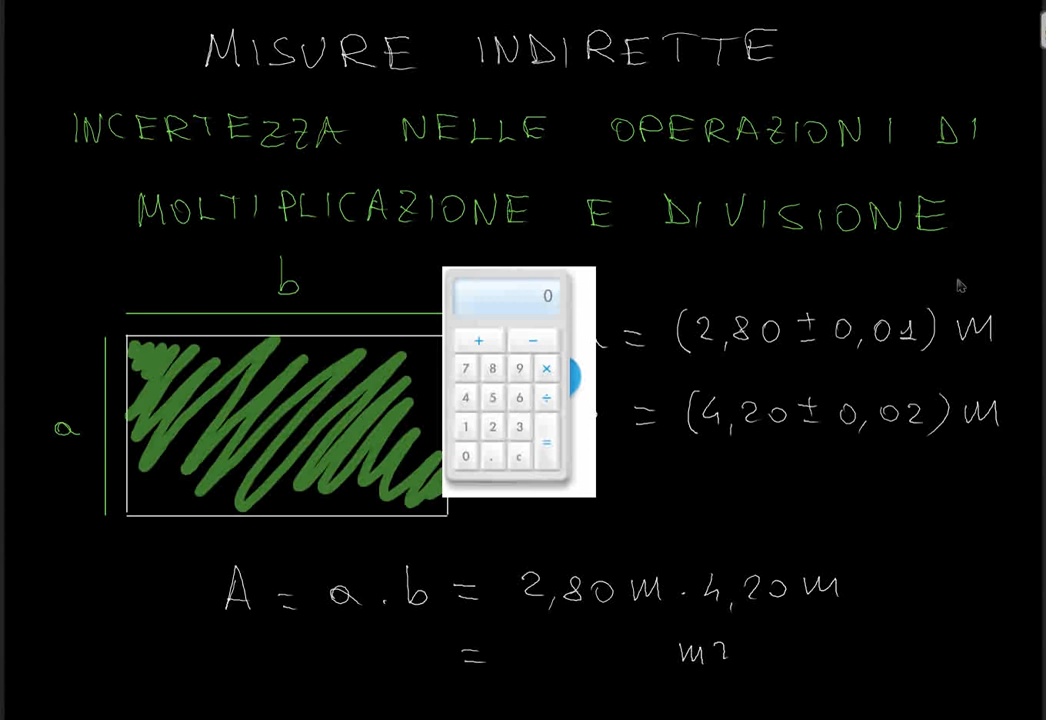 MISURE INDIRETTE
INCERTEZZA NELLE OPERAZIONI DI
MOLTIPLICAZIONE E DIVISIONE
b
a
= (2,80 ± 0,01) m
= (4,20 ± 0,02) m
0
+ −
7 8 9 ×
4 5 6 ÷
1 2 3 =
0 . c
A = a . b = 2,80 m . 4,20 m
= m2